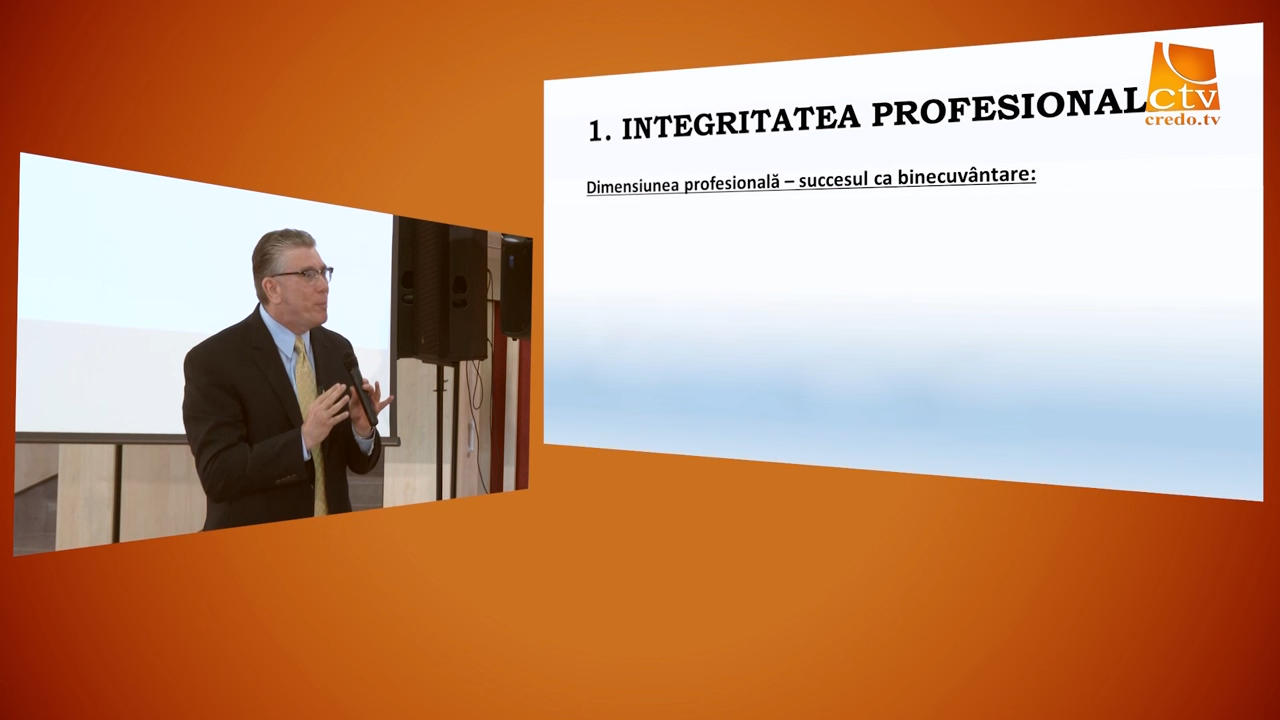 1. INTEGRITATEA PROFESIONAL
Dimensiunea profesională – succesul ca binecuvântare:
ctv
credo.tv